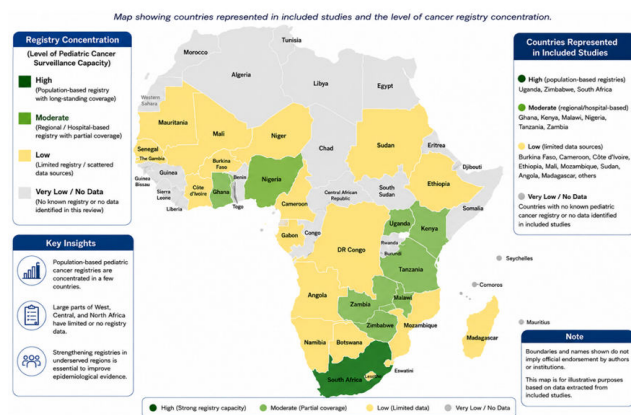 Map showing countries represented in included studies and the level of cancer registry concentration.
Registry Concentration
(Level of Pediatric Cancer
Surveillance Capacity)
High
(Population-based registry
with long-standing coverage)
Moderate
(Regional / Hospital-based
registry with partial coverage)
Low
(Limited registry / scattered
data sources)
Very Low / No Data
(No known registry or no data
identified in this review)
Key Insights
Population-based pediatric
cancer registries are
concentrated in a few
countries.
Large parts of West,
Central, and North Africa
have limited or no registry
data.
Strengthening registries in
underserved regions is
essential to improve
epidemiological evidence.
Tunisia
Morocco
Algeria
Libya
Egypt
Western
Sahara
Mauritania
Mali
Niger
Chad
Sudan
Eritrea
Senegal
The Gambia
Guinea
Bissau
Guinea
Sierra
Leone
Liberia
Burkina
Faso
Côte
d'Ivoire
Ghana
Togo
Benin
Nigeria
Cameroon
Central African
Republic
South
Sudan
Ethiopia
Djibouti
Somalia
Gabon
Congo
DR Congo
Uganda
Kenya
Rwanda
Burundi
Tanzania
Seychelles
Comoros
Angola
Zambia
Malawi
Mozambique
Zimbabwe
Namibia
Botswana
Madagascar
Mauritius
Eswatini
South Africa
Countries Represented
in Included Studies
High (population-based registries)
Uganda, Zimbabwe, South Africa
Moderate (regional/hospital-based)
Ghana, Kenya, Malawi, Nigeria,
Tanzania, Zambia
Low (limited data sources)
Burkina Faso, Cameroon, Côte d'Ivoire,
Ethiopia, Mali, Mozambique, Sudan,
Angola, Madagascar, others
Very Low / No Data
Countries with no known pediatric
cancer registry or no data identified
in included studies
Note
Boundaries and names shown do not
imply official endorsement by authors
or institutions.
This map is for illustrative purposes
based on data extracted from
included studies.
High (Strong registry capacity)
Moderate (Partial coverage)
Low (Limited data)
Very Low / No Data